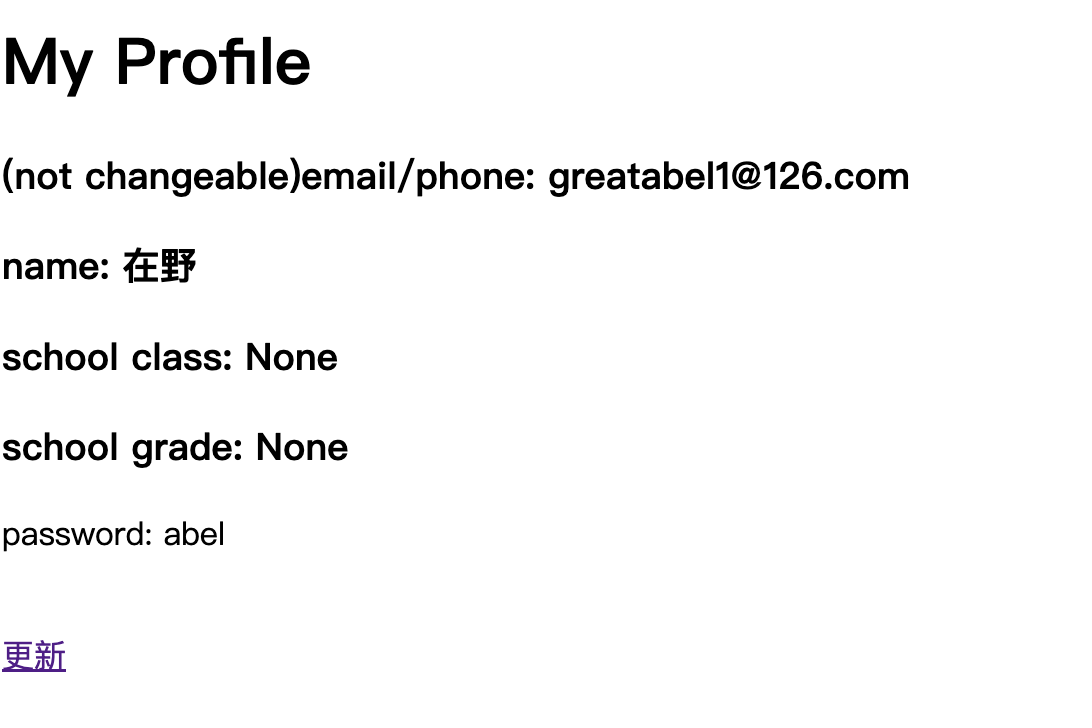 My Profile
(not changeable)email/phone: greatabel1@126.com
name: 在野
school class: None
school grade: None
password: abel
更新